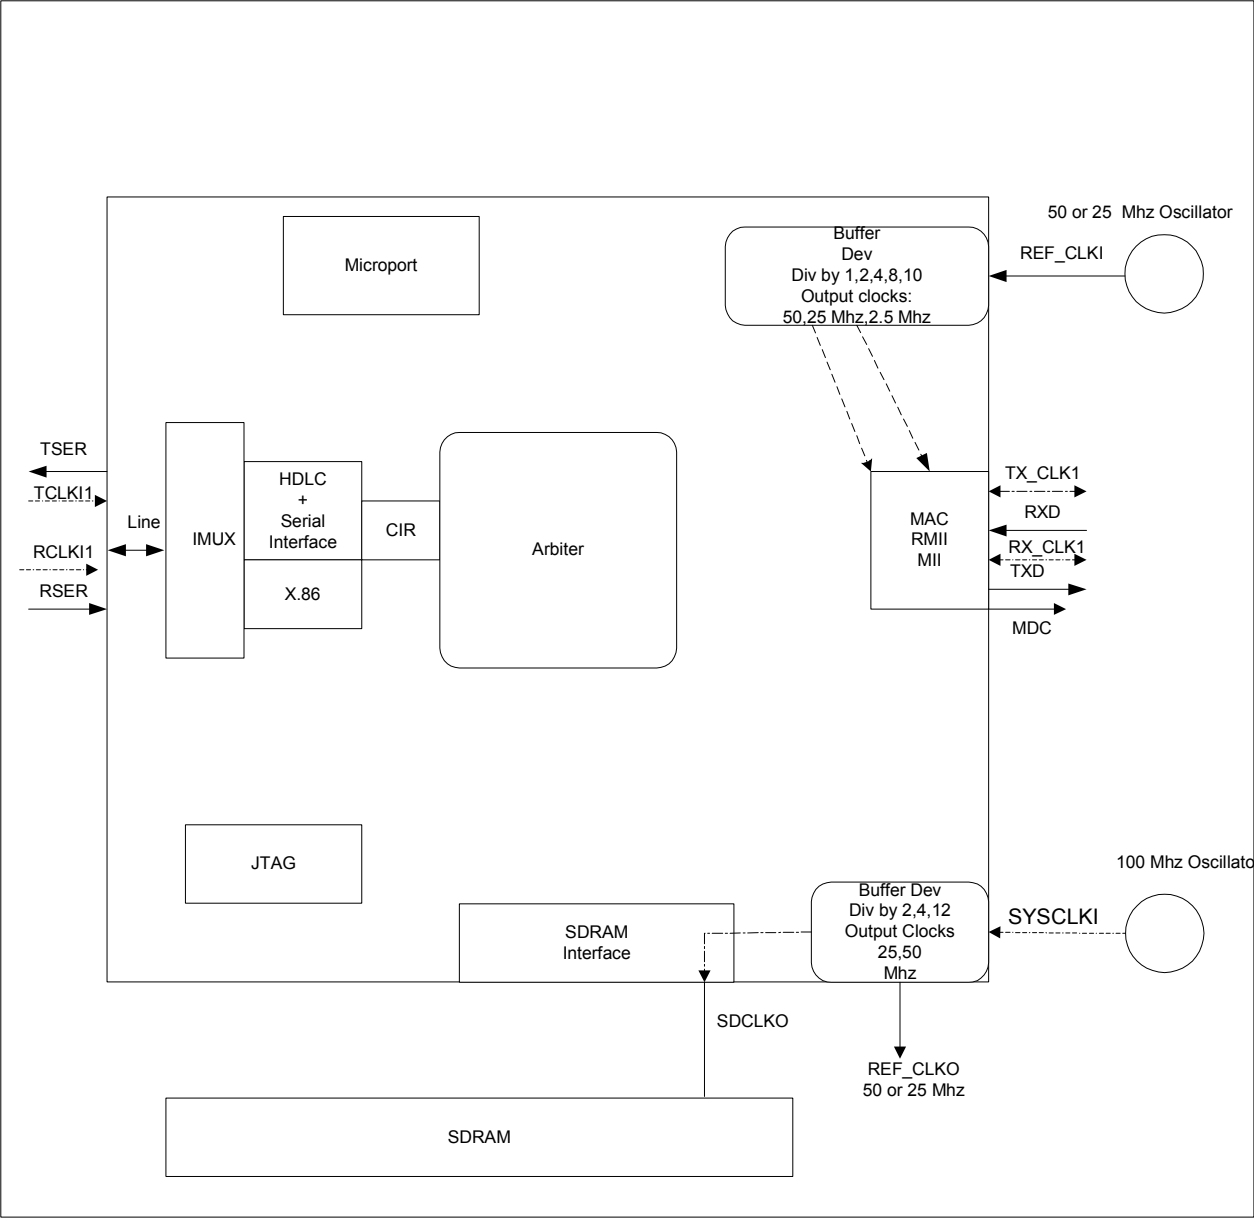 50 or 25 Mhz Oscillator
REF_CLKI
Buffer
Dev
Div by 1,2,4,8,10
Output clocks:
50,25 Mhz,2.5 Mhz
Microport
TSER
TCLKI1
Line
RCLKI1
RSER
IMUX
HDLC
+
Serial
Interface
X.86
CIR
Arbiter
MAC
RMII
MII
TX_CLK1
RXD
RX_CLK1
TXD
MDC
JTAG
SDRAM
Interface
Buffer Dev
Div by 2,4,12
Output Clocks
25,50
Mhz
100 Mhz Oscillato
SYSCLKI
SDCLKO
REF_CLKO
50 or 25 Mhz
SDRAM